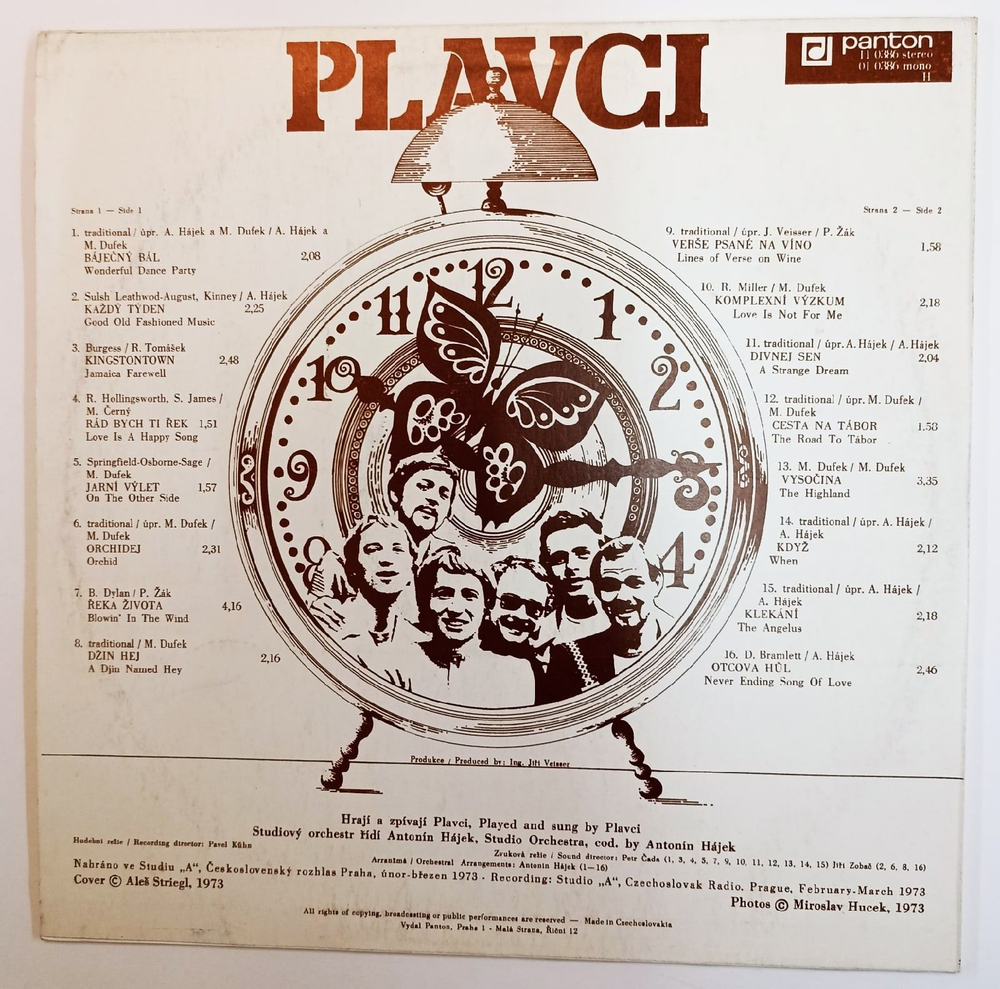 PLAVCI
panton
11 0386 stereo
01 0386 mono
H
Strana 1 — Side 1
1. traditional / úpr. A. Hájek a M. Dufek / A. Hájek a
M. Dufek
BÁJEČNÝ BÁL 2,08
Wonderful Dance Party
2. Sulsh Leathwod-August, Kinney / A. Hájek
KAŽDÝ TÝDEN 2,25
Good Old Fashioned Music
3. Burgess / R. Tomášek
KINGSTONTOWN 2,48
Jamaica Farewell
4. R. Hollingsworth, S. James /
M. Černý
RÁD BYCH TI ŘEK 1,51
Love Is A Happy Song
5. Springfield-Osborne-Sage /
M. Dufek
JARNÍ VÝLET 1,57
On The Other Side
6. traditional / úpr. M. Dufek /
M. Dufek
ORCHIDEJ 2,31
Orchid
7. B. Dylan / P. Žák
ŘEKA ŽIVOTA 4,16
Blowin' In The Wind
8. traditional / M. Dufek
DŽIN HEJ 2,16
A Djin Named Hey
12
11
1
10
2
9
3
8
4
Strana 2 — Side 2
9. traditional / úpr. J. Veisser / P. Žák
VERŠE PSANÉ NA VÍNO 1,58
Lines of Verse on Wine
10. R. Miller / M. Dufek
KOMPLEXNÍ VÝZKUM 2,18
Love Is Not For Me
11. traditional / úpr. A. Hájek / A. Hájek
DIVNEJ SEN 2,04
A Strange Dream
12. traditional / úpr. M. Dufek /
M. Dufek
CESTA NA TÁBOR 1.58
The Road To Tábor
13. M. Dufek / M. Dufek
VYSOČINA 3,35
The Highland
14. traditional / úpr. A. Hájek /
A. Hájek
KDYŽ 2,12
When
15. traditional / úpr. A. Hájek /
A. Hájek
KLEKÁNÍ 2,18
The Angelus
16. D. Bramlett / A. Hájek
OTCOVA HŮL 2,46
Never Ending Song Of Love
Produkce / Produced by: Ing. Jiří Veisser
Hrají a zpívají Plavci, Played and sung by Plavci
Studiový orchestr řídí Antonín Hájek, Studio Orchestra, cod. by Antonín Hájek
Hudební režie / Recording director: Pavel Kühn
Zvuková režie / Sound director: Petr Čada (1, 3, 4, 5, 7, 9, 10, 11, 12, 13, 14, 15) Jiří Zobač (2, 6, 8, 16)
Aranžmá / Orchestral Arrangements: Antonín Hájek (1—16)
Nahráno ve Studiu „A“, Československý rozhlas Praha, únor-březen 1973 · Recording: Studio „A“, Czechoslovak Radio. Prague, February-March 1973
Cover © Aleš Striegl, 1973
Photos © Miroslav Hucek, 1973
All rights of copying, broadcasting or public performances are reserved — Made in Czechoslovakia
Vydal Panton, Praha 1 - Malá Strana, Říční 12